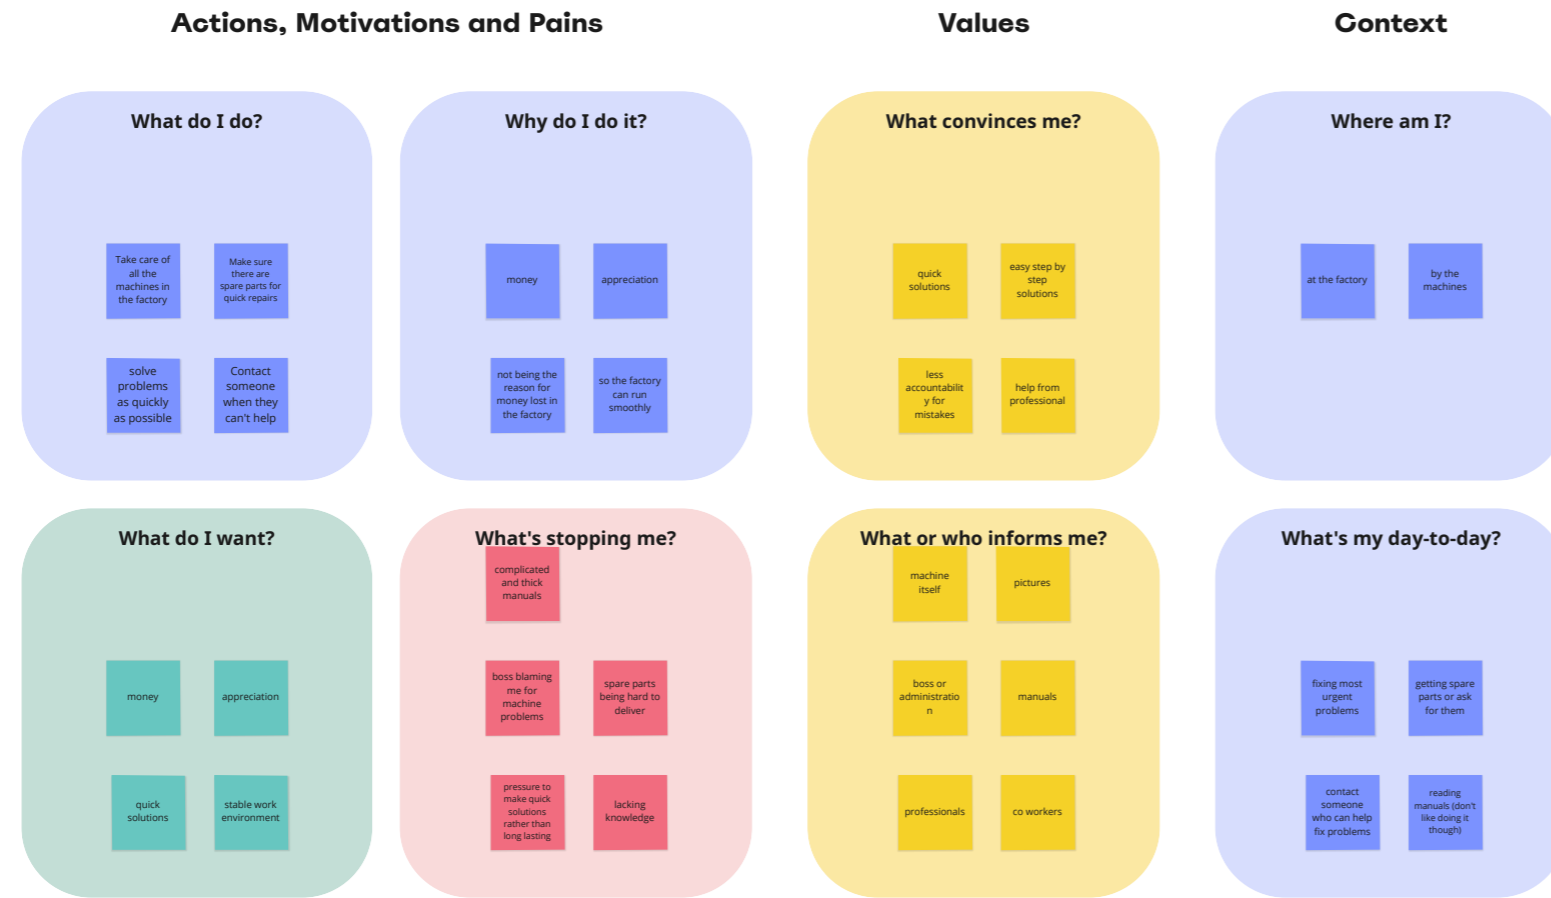 Actions, Motivations and Pains
Values
Context
What do I do?
Take care of
all the
machines in
the factory
Make sure
there are
spare parts for
quick repairs
solve
problems
as quickly
as possible
Contact
someone
when they
can't help
Why do I do it?
money
appreciation
not being the
reason for
money lost in
the factory
so the factory
can run
smoothly
What convinces me?
quick
solutions
easy step by
step
solutions
less
accountabilit
y for
mistakes
help from
professional
Where am I?
at the factory
by the
machines
What do I want?
money
appreciation
quick
solutions
stable work
environment
What's stopping me?
complicated
and thick
manuals
boss blaming
me for
machine
problems
spare parts
being hard to
deliver
pressure to
make quick
solutions
rather than
long lasting
lacking
knowledge
What or who informs me?
machine
itself
pictures
boss or
administratio
n
manuals
professionals
co workers
What's my day-to-day?
fixing most
urgent
problems
getting spare
parts or ask
for them
contact
someone
who can help
fix problems
reading
manuals (don't
like doing it
though)